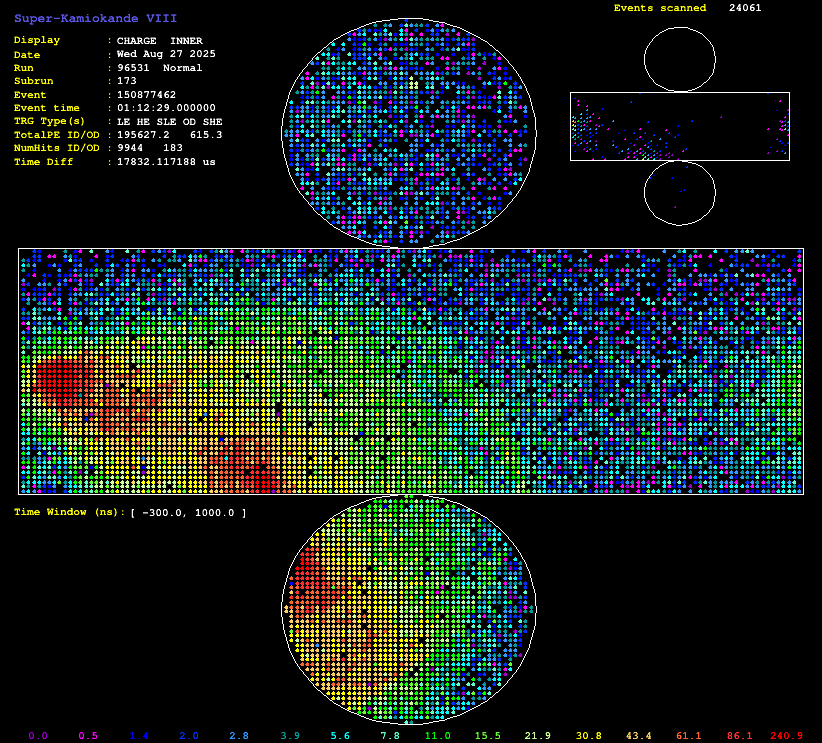 Super-Kamiokande VIII
Events scanned 24061
Display : CHARGE INNER
Date : Wed Aug 27 2025
Run : 96531 Normal
Subrun : 173
Event : 150877462
Event time : 01:12:29.000000
TRG Type(s) : LE HE SLE OD SHE
TotalPE ID/OD : 195627.2 615.3
NumHits ID/OD : 9944 183
Time Diff : 17832.117188 us
Time Window (ns): [ -300.0, 1000.0 ]
0.0 0.5 1.4 2.0 2.8 3.9 5.6 7.8 11.0 15.5 21.9 30.8 43.4 61.1 86.1 240.9